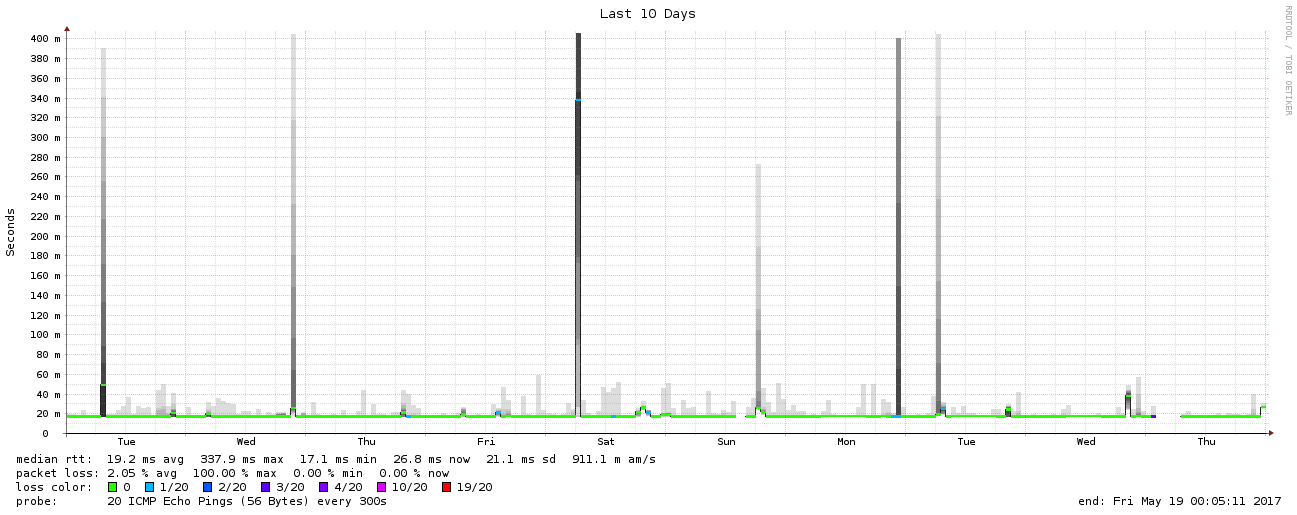 Last 10 Days
RRDTOOL / TOBI OETIKER
Seconds
400 m
380 m
360 m
340 m
320 m
300 m
280 m
260 m
240 m
220 m
200 m
180 m
160 m
140 m
120 m
100 m
80 m
60 m
40 m
20 m
0
Tue Wed Thu Fri Sat Sun Mon Tue Wed Thu
median rtt: 19.2 ms avg 337.9 ms max 17.1 ms min 26.8 ms now 21.1 ms sd 911.1 m am/s
packet loss: 2.05 % avg 100.00 % max 0.00 % min 0.00 % now
loss color: 0 1/20 2/20 3/20 4/20 10/20 19/20
probe: 20 ICMP Echo Pings (56 Bytes) every 300s end: Fri May 19 00:05:11 2017